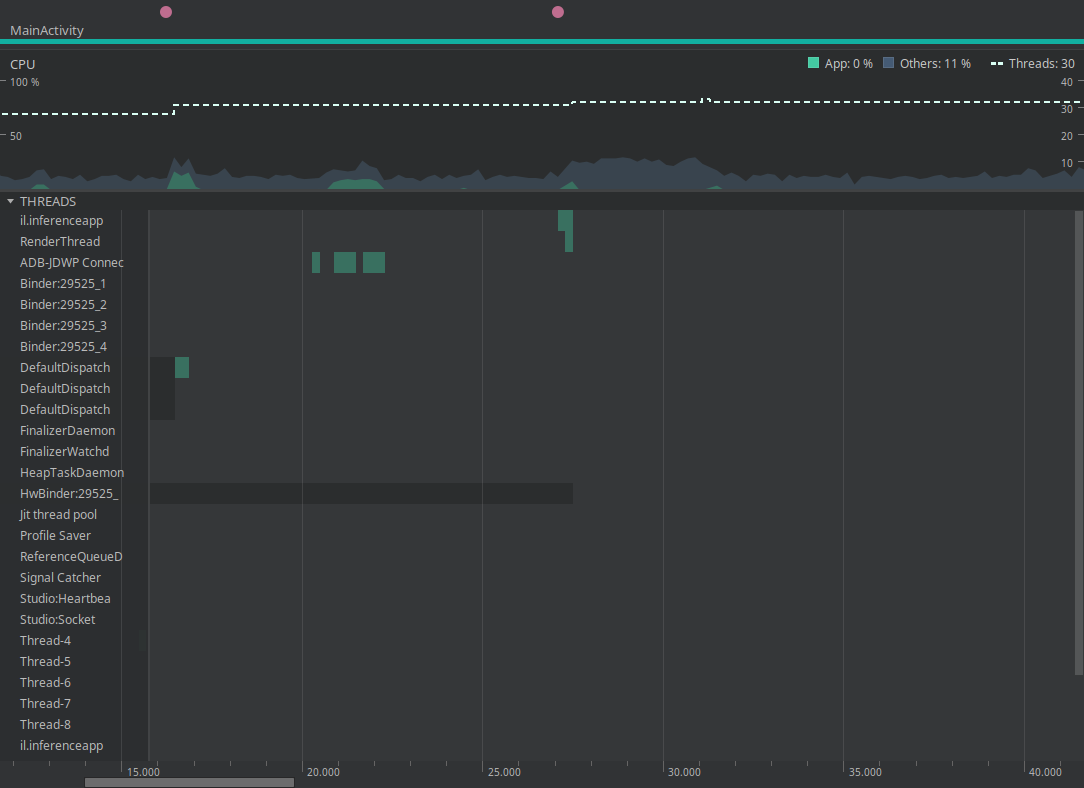 MainActivity
CPU
App: 0 % Others: 11 % Threads: 30
100 % 40
30
50 20
10
THREADS
il.inferenceapp
RenderThread
ADB-JDWP Connec
Binder:29525_1
Binder:29525_2
Binder:29525_3
Binder:29525_4
DefaultDispatch
DefaultDispatch
DefaultDispatch
FinalizerDaemon
FinalizerWatchd
HeapTaskDaemon
HwBinder:29525_
Jit thread pool
Profile Saver
ReferenceQueueD
Signal Catcher
Studio:Heartbea
Studio:Socket
Thread-4
Thread-5
Thread-6
Thread-7
Thread-8
il.inferenceapp
15.000 20.000 25.000 30.000 35.000 40.000